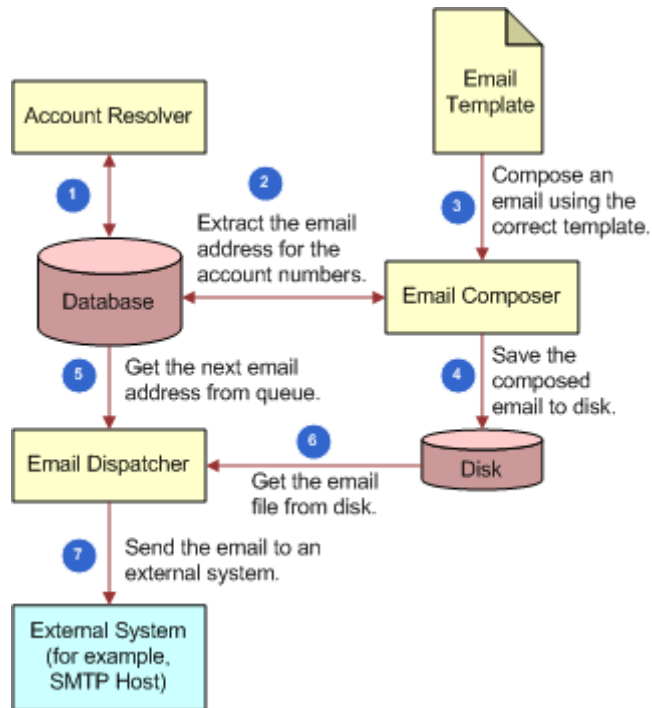 Account Resolver
Email
Template
1
2
Extract the email
address for the
account numbers.
3
Compose an
email using the
correct template.
Database
Email Composer
5
Get the next email
address from queue.
4
Save the
composed
email to disk.
Email Dispatcher
6
Get the email
file from disk.
Disk
7
Send the email to an
external system.
External System
(for example,
SMTP Host)